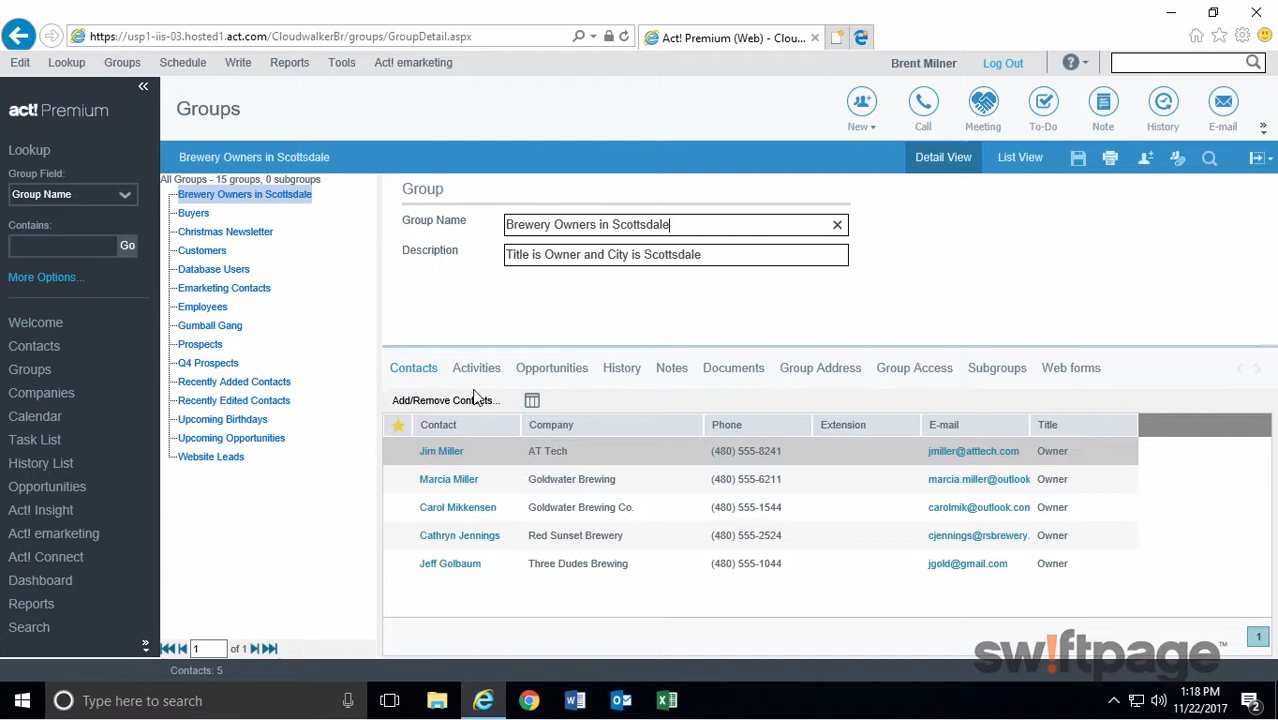 https://usp1-iis-03.hosted1.act.com/CloudwalkerBr/groups/GroupDetail.aspx
Act! Premium (Web) - Clou...
Edit Lookup Groups Schedule Write Reports Tools Act! emarketing Brent Milner Log Out
act! Premium
Groups
New Call Meeting To-Do Note History E-mail
Lookup
Group Field:
Group Name
Contains:
Go
More Options...
Welcome
Contacts
Groups
Companies
Calendar
Task List
History List
Opportunities
Act! Insight
Act! emarketing
Act! Connect
Dashboard
Reports
Search
Brewery Owners in Scottsdale Detail View List View
All Groups - 15 groups, 0 subgroups
Brewery Owners in Scottsdale
Buyers
Christmas Newsletter
Customers
Database Users
Emarketing Contacts
Employees
Gumball Gang
Prospects
Q4 Prospects
Recently Added Contacts
Recently Edited Contacts
Upcoming Birthdays
Upcoming Opportunities
Website Leads
1 of 1
Group
Group Name Brewery Owners in Scottsdale
Description Title is Owner and City is Scottsdale
Contacts Activities Opportunities History Notes Documents Group Address Group Access Subgroups Web forms
Add/Remove Contacts...
Contact Company Phone Extension E-mail Title
Jim Miller AT Tech (480) 555-8241 jmiller@atttech.com Owner
Marcia Miller Goldwater Brewing (480) 555-6211 marcia.miller@outlook Owner
Carol Mikkensen Goldwater Brewing Co. (480) 555-1544 carolmik@outlook.con Owner
Cathryn Jennings Red Sunset Brewery (480) 555-2524 cjennings@rsbrewery. Owner
Jeff Golbaum Three Dudes Brewing (480) 555-1044 jgold@gmail.com Owner
1
sw!ftpage
Contacts: 5
Type here to search
1:18 PM
11/22/2017
2